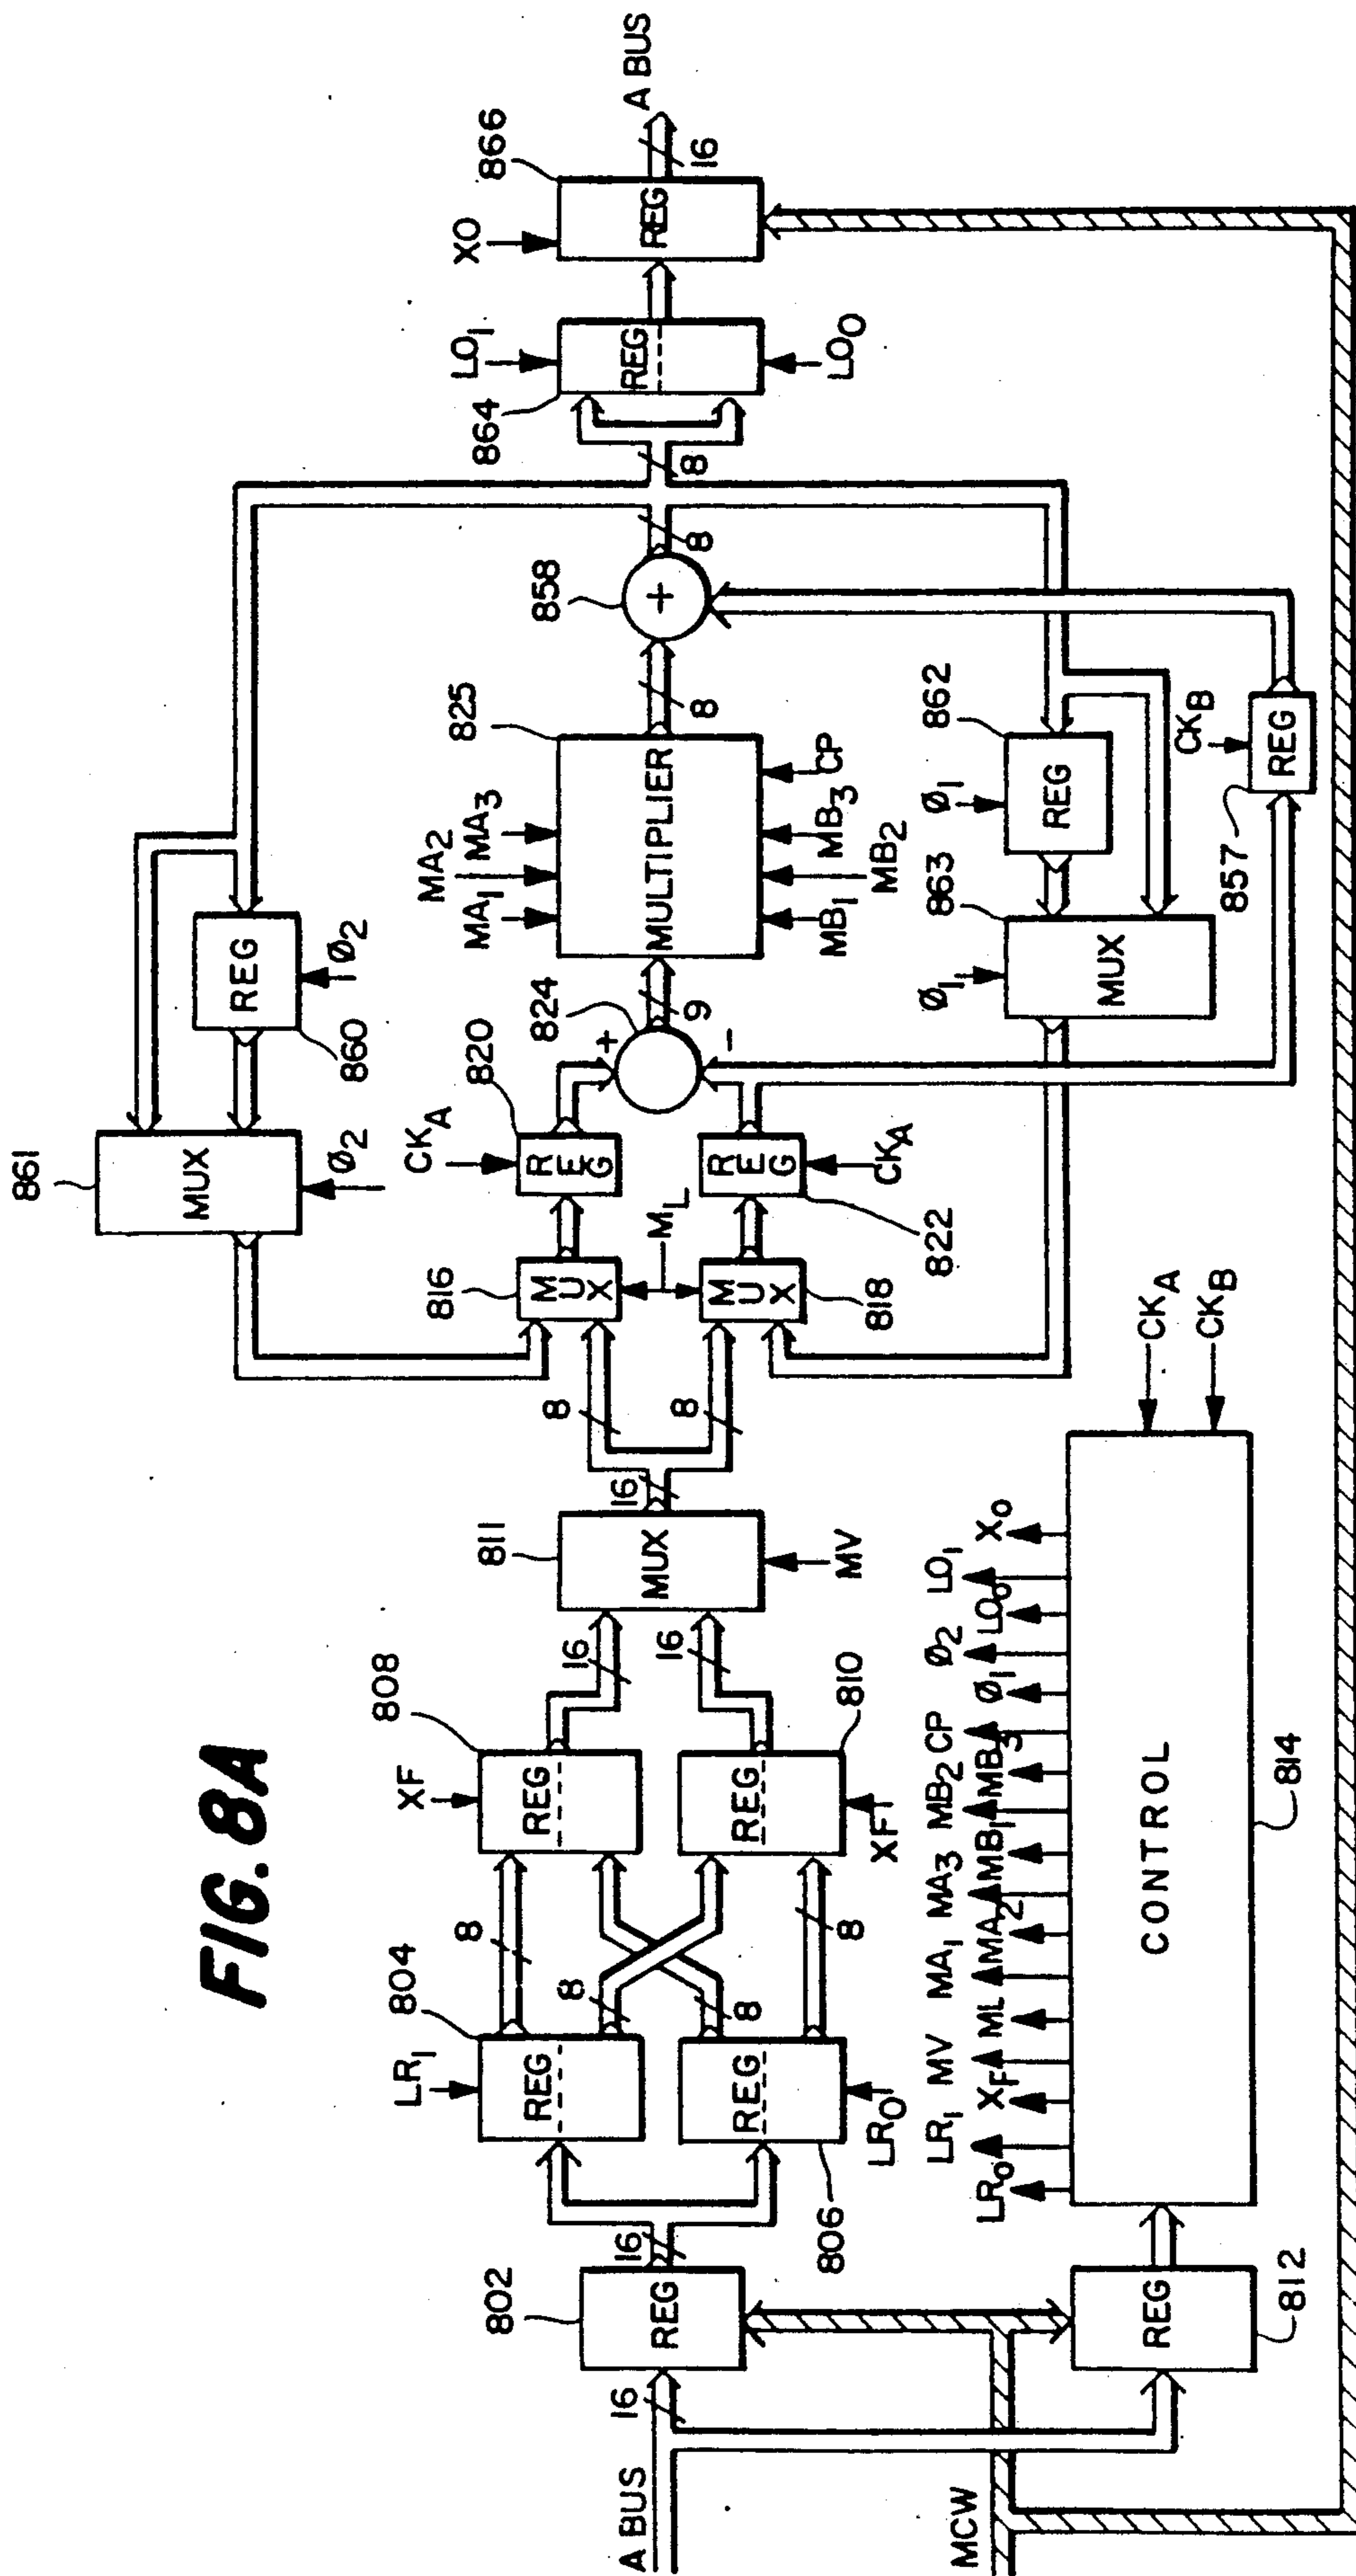 FIG. 8A
A BUS
16
802
REG
MCW
REG
812
16
LR1
804
REG
REG
LR0
806
8
8
8
8
XF
808
REG
REG
XF
810
16
16
811
MUX
MV
16
8
8
861
MUX
Ø2
REG
Ø2
860
816
MUX
ML
MUX
818
CKA
820
REG
REG
CKA
822
+
824
-
9
MA1
MA2
MA3
825
MULTIPLIER
MB1
MB2
MB3
CP
8
858
+
8
8
Ø1
863
MUX
Ø1
862
REG
857
CKB
REG
LO1
864
REG
LO0
XO
866
REG
16
A BUS
LR0
LR1
XF
MV
ML
MA1
MA2
MA3
MB1
MB2
MB3
CP
Ø1
Ø2
LO0
LO1
XO
CONTROL
814
CKA
CKB